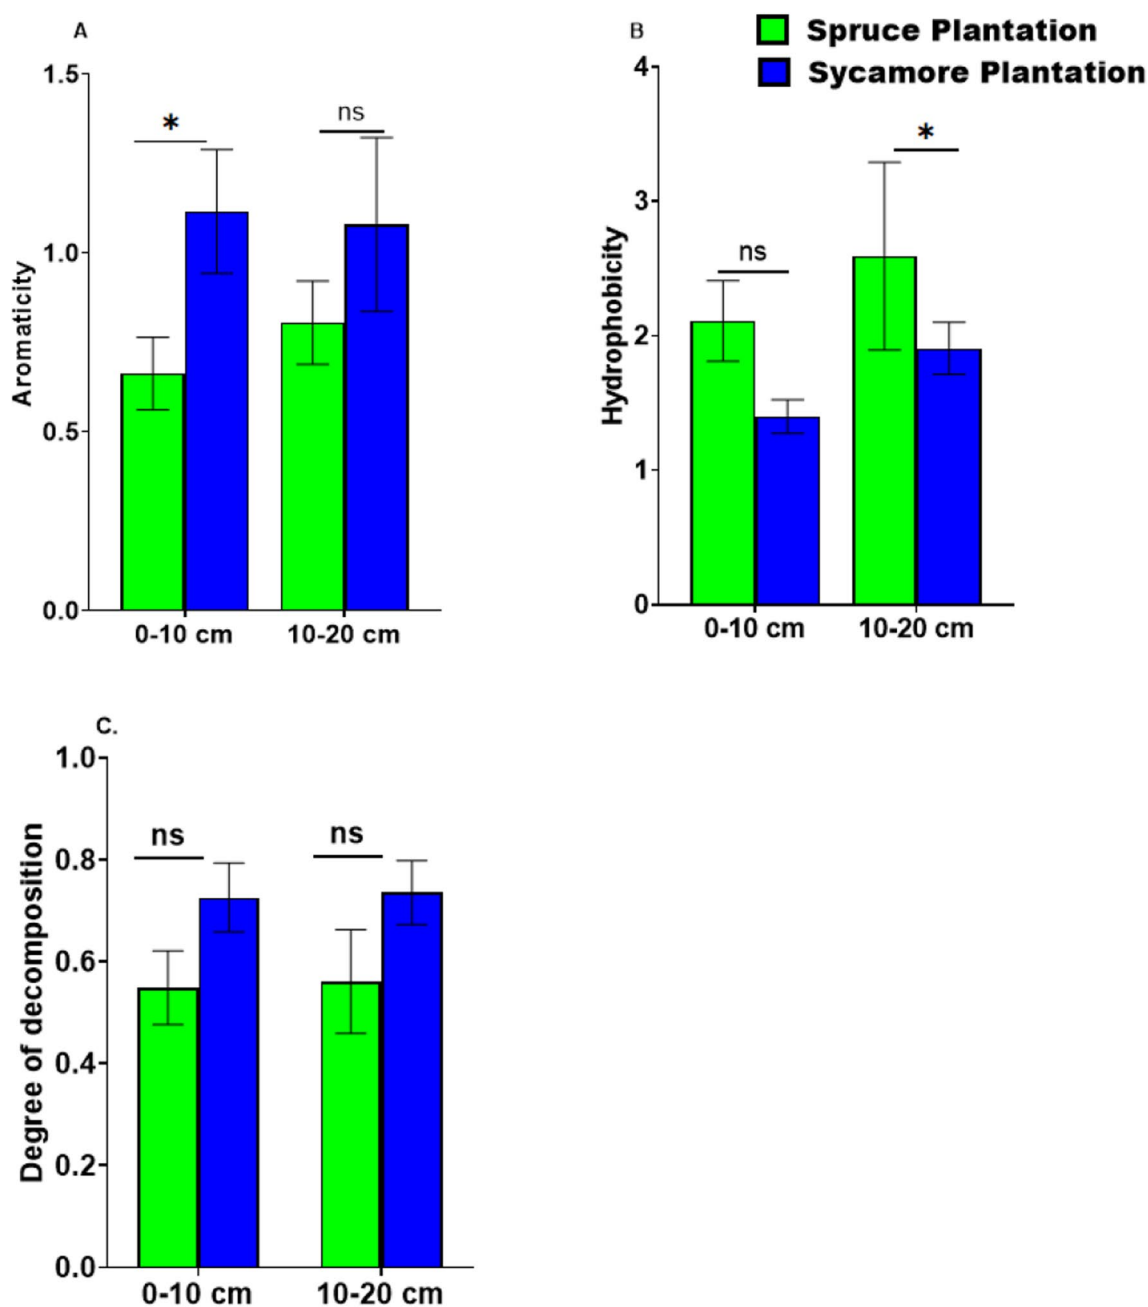 A
1.5
1.0
0.5
0.0
Aromaticity
*
ns
0-10 cm
10-20 cm
B
Spruce Plantation
Sycamore Plantation
4
3
2
1
0
Hydrophobicity
ns
*
0-10 cm
10-20 cm
C.
1.0
0.8
0.6
0.4
0.2
0.0
Degree of decomposition
ns
ns
0-10 cm
10-20 cm